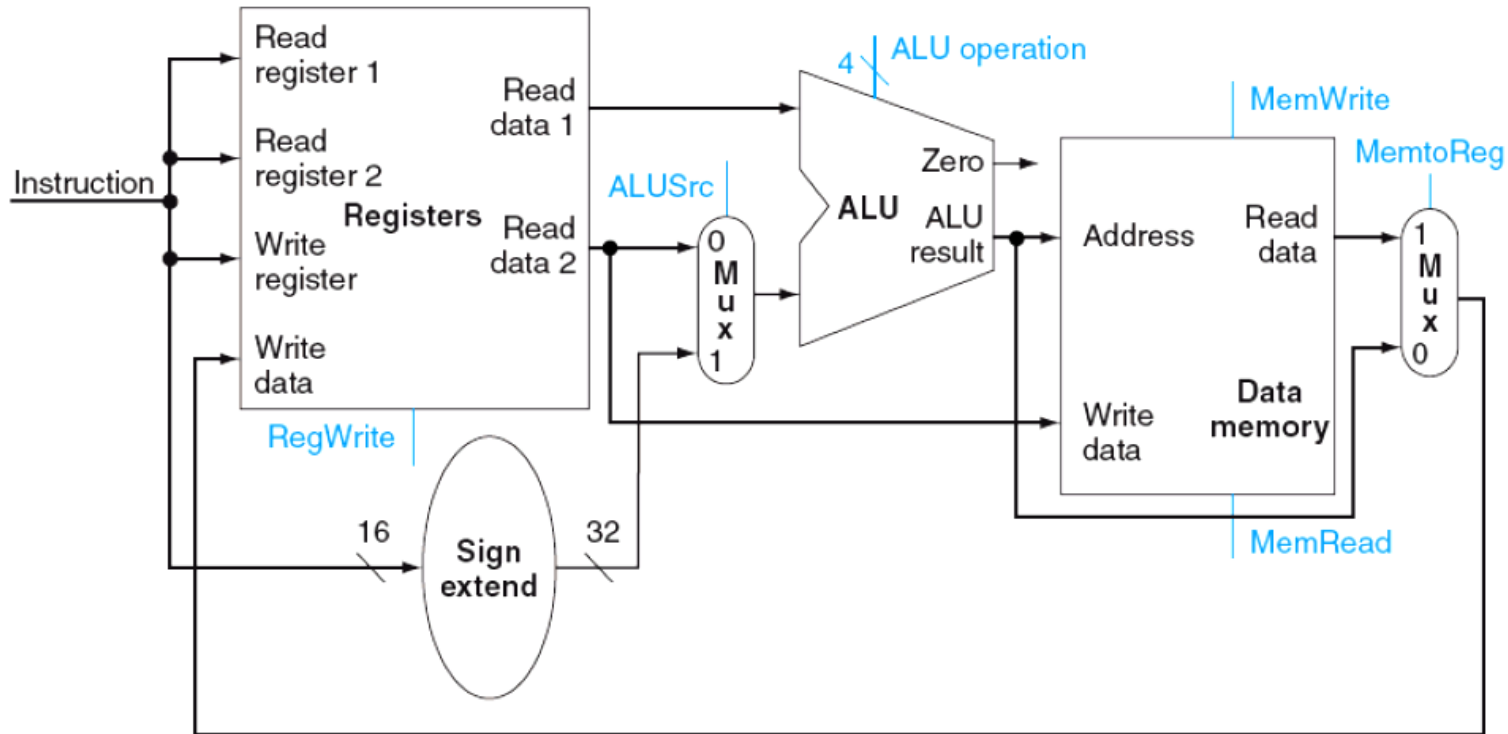 Instruction
Read
register 1
Read
register 2
Registers
Write
register
Write
data
Read
data 1
Read
data 2
RegWrite
16
Sign
extend
32
ALUSrc
0
M
u
x
1
4
ALU operation
Zero
ALU
ALU
result
MemWrite
Address
Read
data
Write
data
Data
memory
MemRead
MemtoReg
1
M
u
x
0